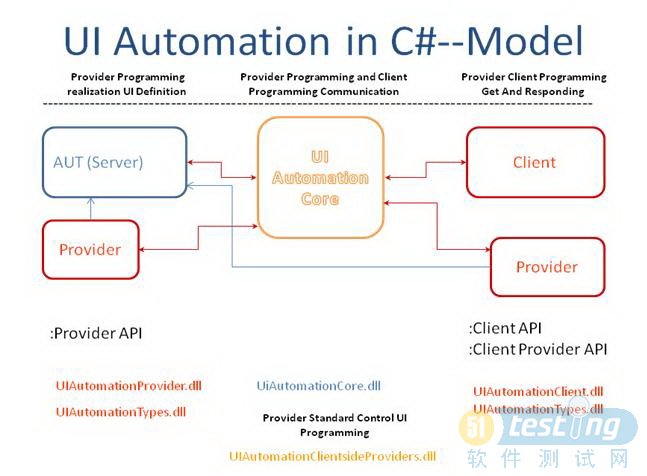 UI Automation in C#--Model
Provider Programming
realization UI Definition
Provider Programming and Client
Programming Communication
Provider Client Programming
Get And Responding
AUT (Server)
UI
Automation
Core
Client
Provider
Provider
:Provider API
:Client API
:Client Provider API
UIAutomationProvider.dll
UiAutomationCore.dll
UIAutomationClient.dll
UIAutomationTypes.dll
UIAutomationTypes.dll
Provider Standard Control UI
Programming
UIAutomationClientsideProviders.dll
51 testing
软件测试网